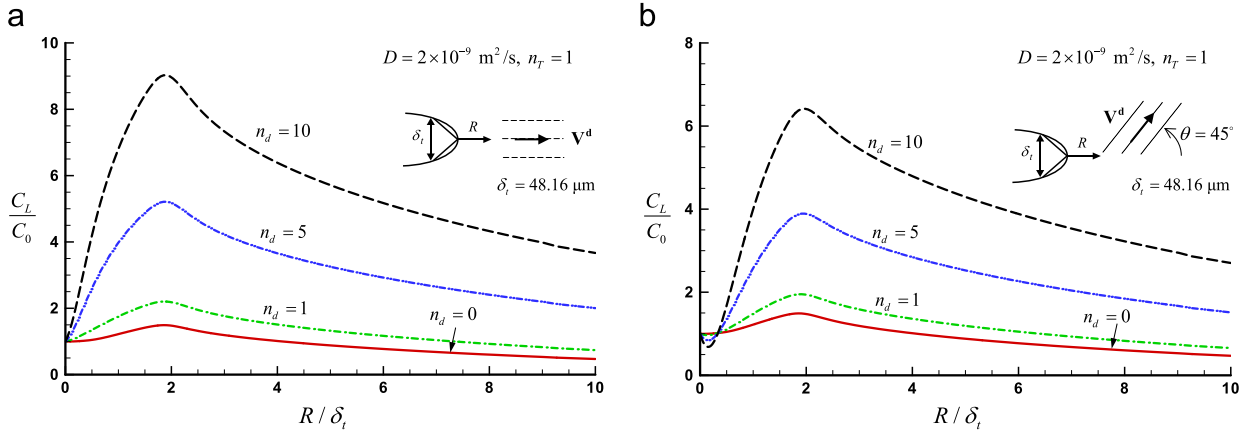 a
10
8
6
4
2
0
C_L / C_0
0 2 4 6 8 10
R / δ_t
D = 2×10⁻⁹ m²/s, n_T = 1
n_d = 10
δ_t
R
V^d
δ_t = 48.16 μm
n_d = 5
n_d = 1
n_d = 0
b
8
6
4
2
0
C_L / C_0
0 2 4 6 8 10
R / δ_t
D = 2×10⁻⁹ m²/s, n_T = 1
n_d = 10
V^d
δ_t
R
θ = 45°
δ_t = 48.16 μm
n_d = 5
n_d = 1
n_d = 0